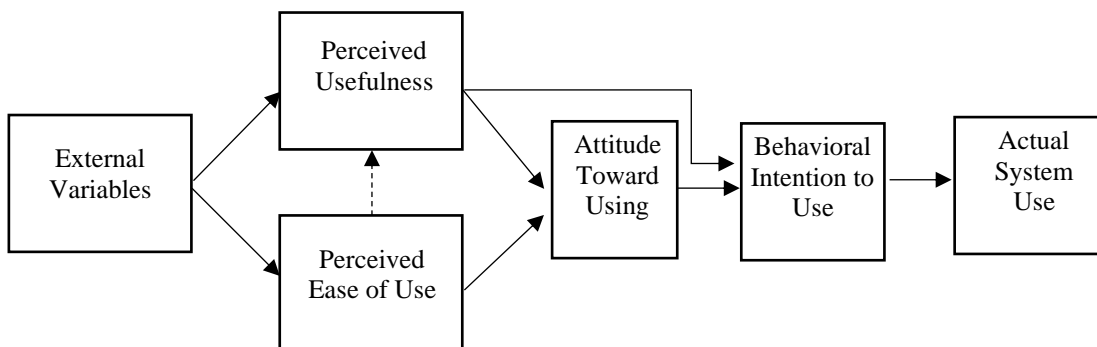 External
Variables
Perceived
Usefulness
Perceived
Ease of Use
Attitude
Toward
Using
Behavioral
Intention to
Use
Actual
System
Use